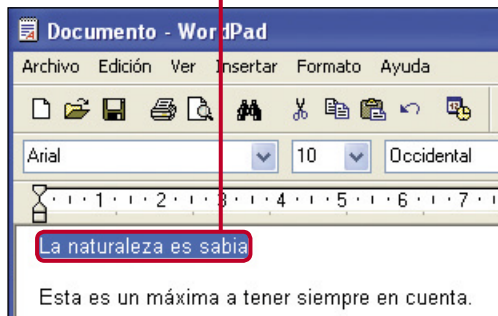 Documento - WordPad
Archivo Edición Ver Insertar Formato Ayuda
Arial 10 Occidental
1 2 3 4 5 6 7
La naturaleza es sabia
Esta es un máxima a tener siempre en cuenta.